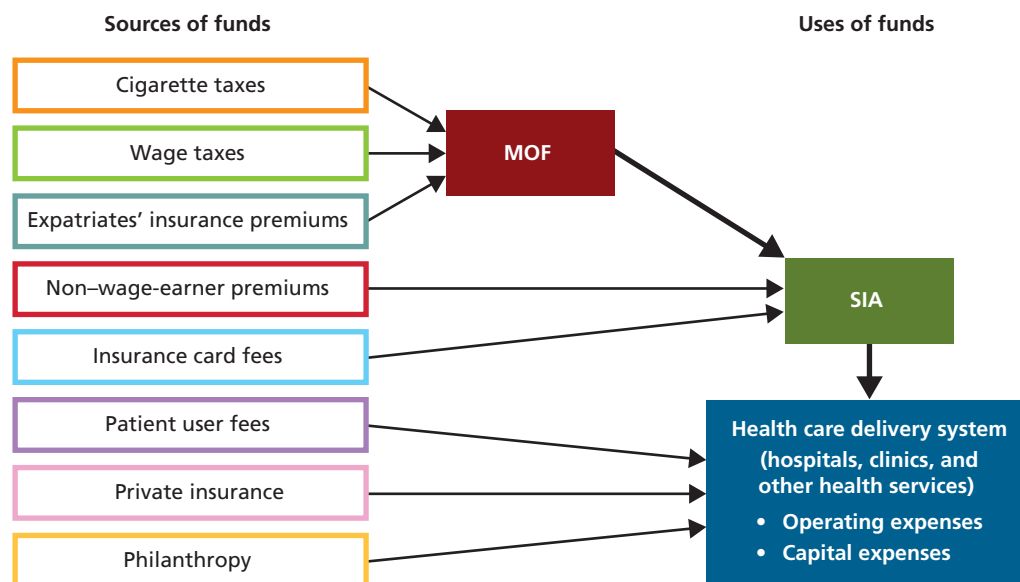 Sources of funds
Uses of funds
Cigarette taxes
Wage taxes
Expatriates’ insurance premiums
Non–wage-earner premiums
Insurance card fees
Patient user fees
Private insurance
Philanthropy
MOF
SIA
Health care delivery system
(hospitals, clinics, and
other health services)
• Operating expenses
• Capital expenses